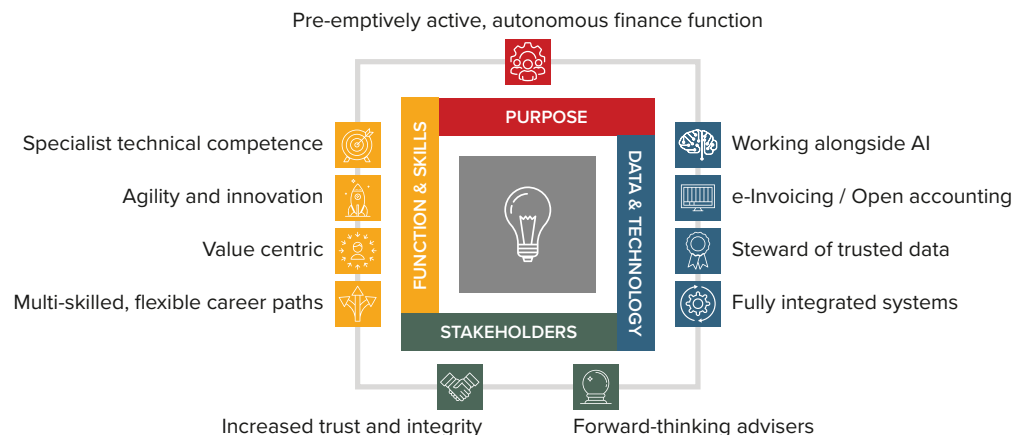 Pre-emptively active, autonomous finance function
PURPOSE
FUNCTION & SKILLS
DATA & TECHNOLOGY
STAKEHOLDERS
Specialist technical competence
Agility and innovation
Value centric
Multi-skilled, flexible career paths
Working alongside AI
e-Invoicing / Open accounting
Steward of trusted data
Fully integrated systems
Increased trust and integrity
Forward-thinking advisers